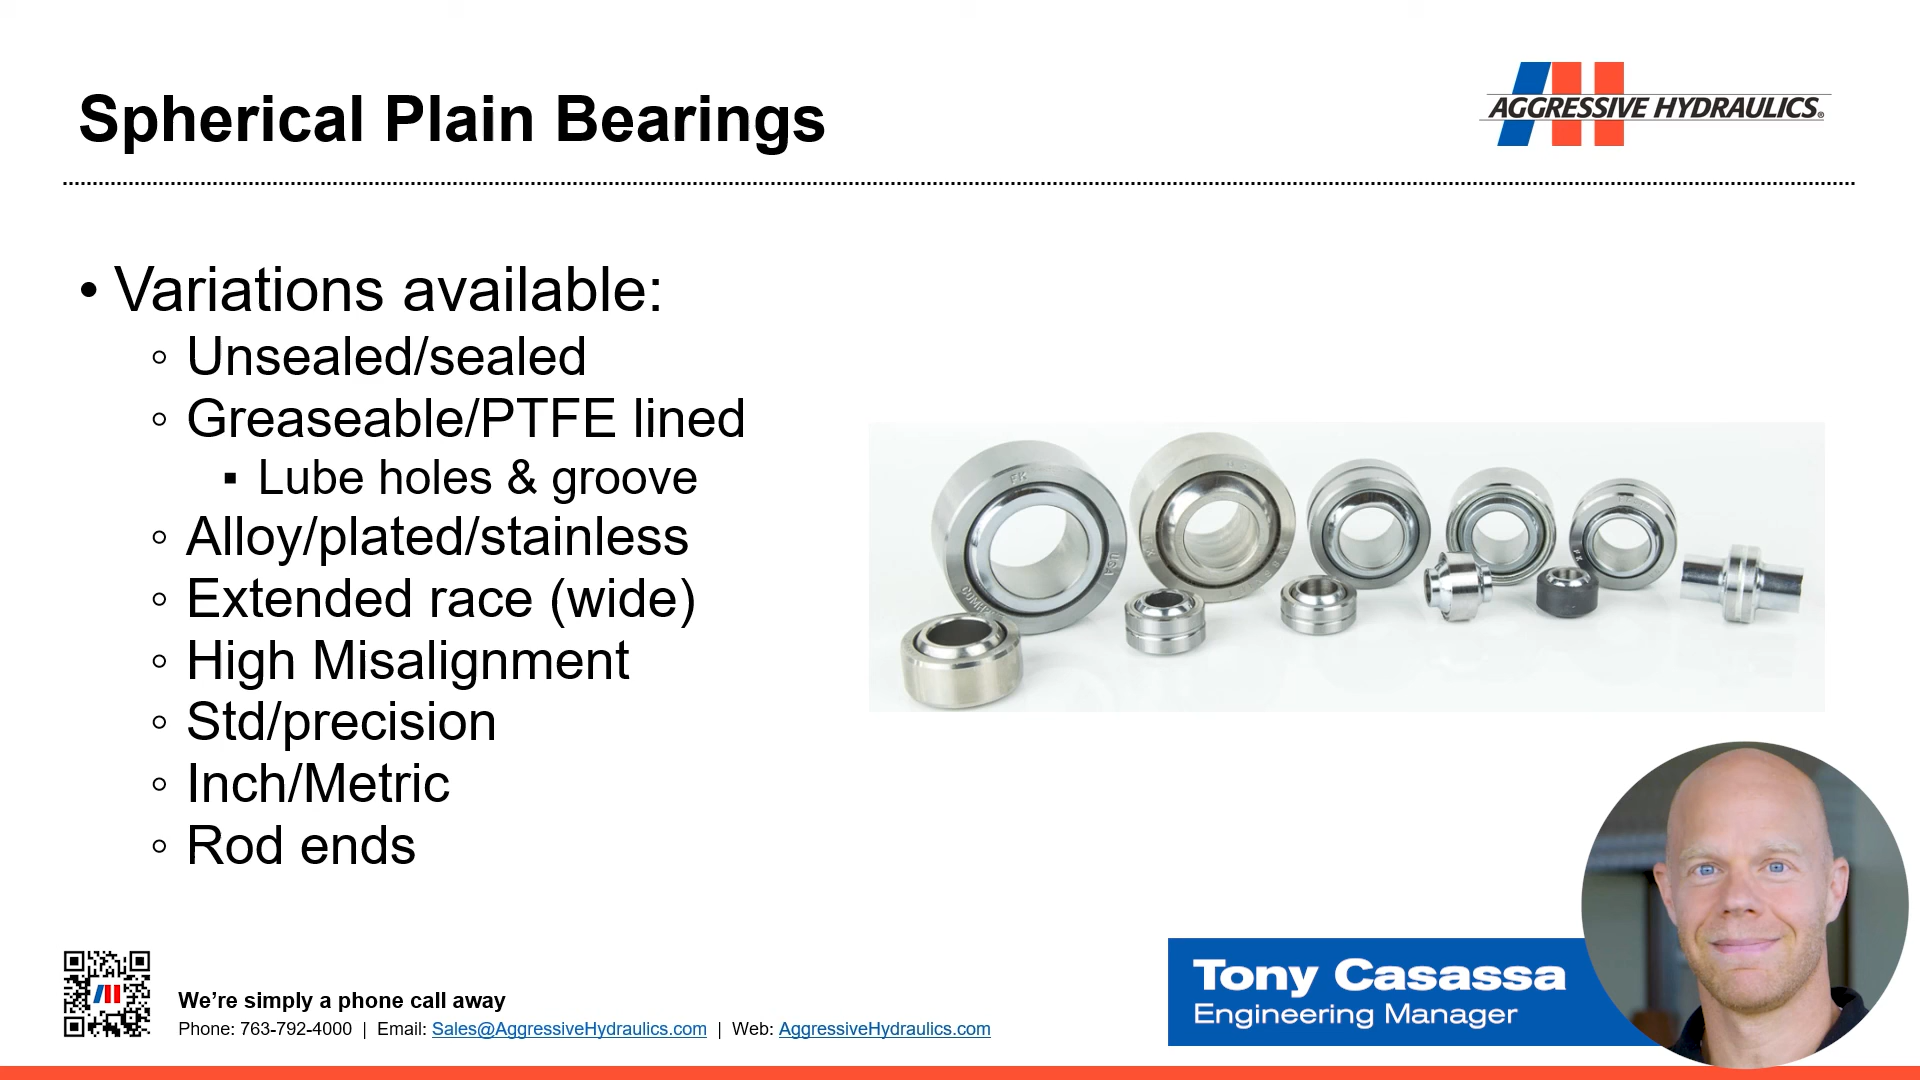 Spherical Plain Bearings
AGGRESSIVE HYDRAULICS®
• Variations available:
◦ Unsealed/sealed
◦ Greaseable/PTFE lined
▪ Lube holes & groove
◦ Alloy/plated/stainless
◦ Extended race (wide)
◦ High Misalignment
◦ Std/precision
◦ Inch/Metric
◦ Rod ends
We’re simply a phone call away
Phone: 763-792-4000 | Email: Sales@AggressiveHydraulics.com | Web: AggressiveHydraulics.com
Tony Casassa
Engineering Manager